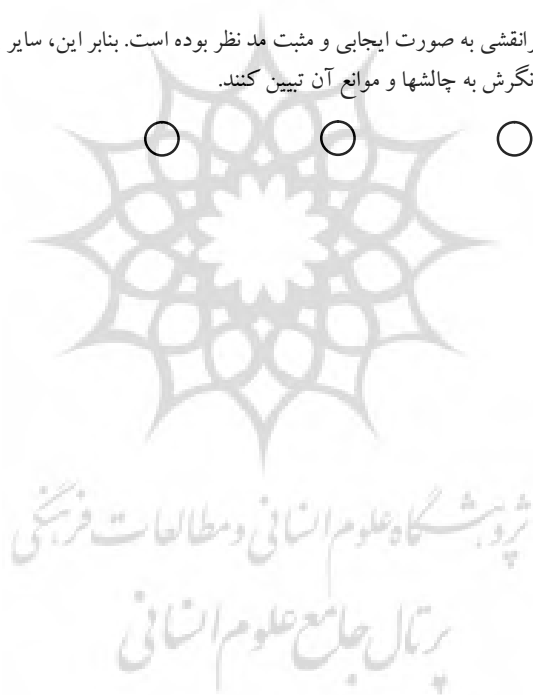 رانقشی به صورت ایجابی و مثبت مد نظر بوده است. بنابر این، سایر
نگرش به چالشها و موانع آن تبیین کنند.
پژوهشگاه علوم انسانی و مطالعات فرهنگی
پرتال جامع علوم انسانی